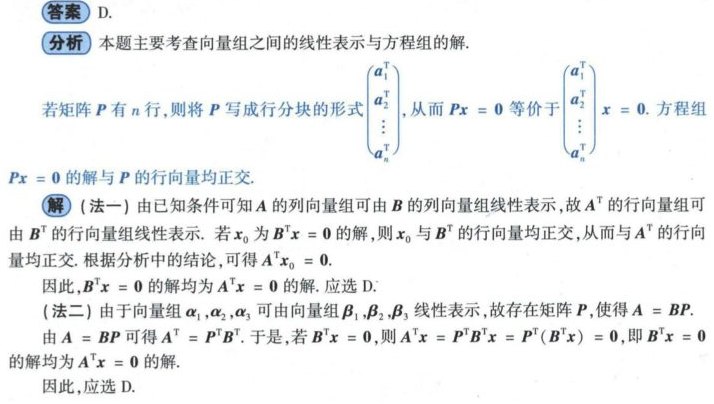 答案 D.
分析 本题主要考查向量组之间的线性表示与方程组的解.
若矩阵 P 有 n 行,则将 P 写成行分块的形式 (a₁ᵀ a₂ᵀ ⋮ aₙᵀ) ,从而 Px = 0 等价于 (a₁ᵀ a₂ᵀ ⋮ aₙᵀ) x = 0. 方程组
Px = 0 的解与 P 的行向量均正交.
解 (法一) 由已知条件可知 A 的列向量组可由 B 的列向量组线性表示,故 Aᵀ 的行向量组可
由 Bᵀ 的行向量组线性表示. 若 x₀ 为 Bᵀx = 0 的解,则 x₀ 与 Bᵀ 的行向量均正交,从而与 Aᵀ 的行向
量均正交. 根据分析中的结论,可得 Aᵀx₀ = 0.
因此,Bᵀx = 0 的解均为 Aᵀx = 0 的解. 应选 D.
(法二) 由于向量组 α₁,α₂,α₃ 可由向量组 β₁,β₂,β₃ 线性表示,故存在矩阵 P,使得 A = BP.
由 A = BP 可得 Aᵀ = PᵀBᵀ. 于是,若 Bᵀx = 0,则 Aᵀx = PᵀBᵀx = Pᵀ(Bᵀx) = 0,即 Bᵀx = 0
的解均为 Aᵀx = 0 的解.
因此,应选 D.